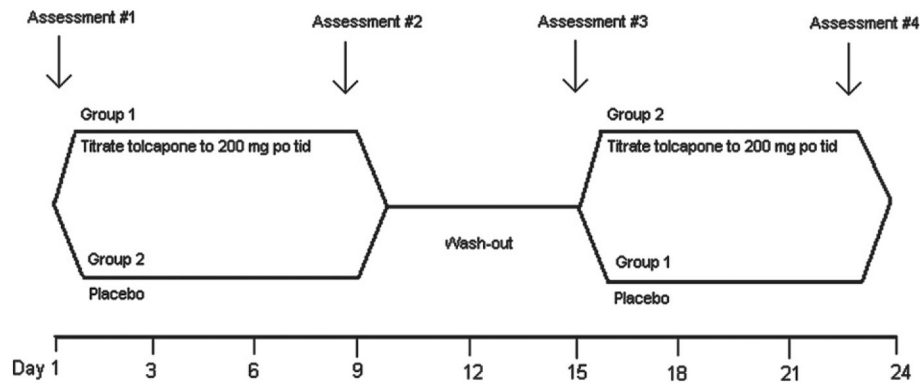 Assessment #1
Assessment #2
Assessment #3
Assessment #4
Group 1
Titrate tolcapone to 200 mg po tid
Group 2
Titrate tolcapone to 200 mg po tid
Wash-out
Group 2
Placebo
Group 1
Placebo
Day 1 3 6 9 12 15 18 21 24